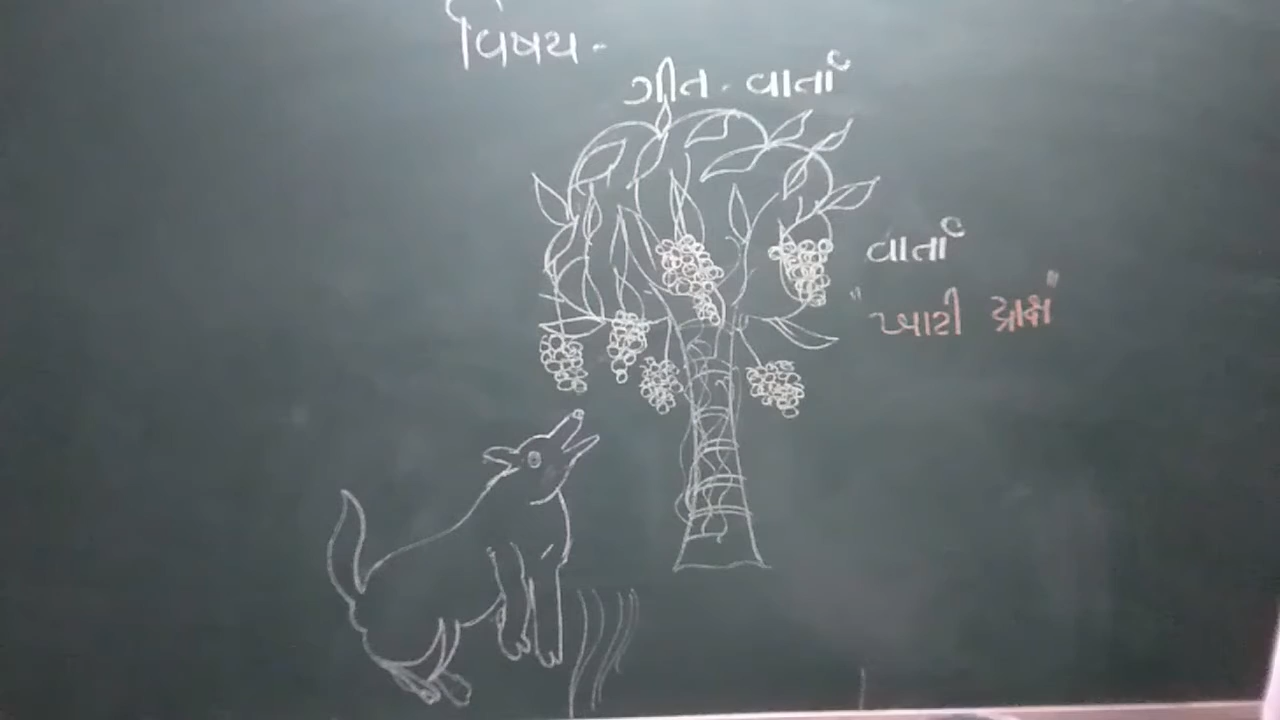 વિષય -
ગીત - વાર્તા
વાર્તા
"ખાટી દ્રાક્ષ"